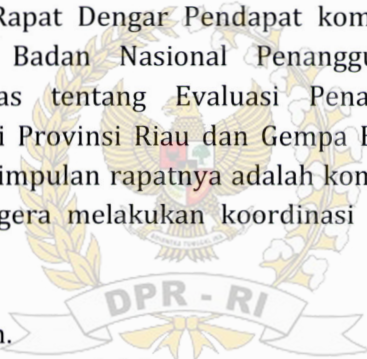 Rapat Dengar Pendapat kom
Badan Nasional Penanggu
as tentang Evaluasi Pena
i Provinsi Riau dan Gempa
impulan rapatnya adalah kon
gera melakukan koordinasi
DPR - RI
n.